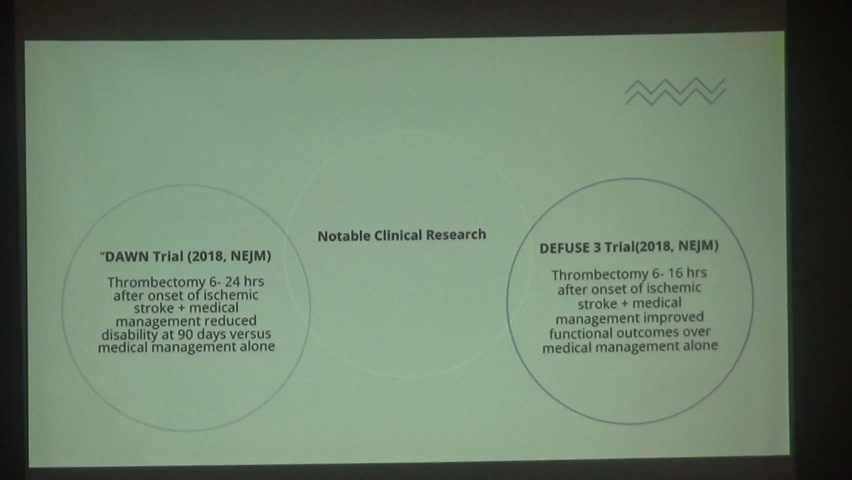 Notable Clinical Research
"DAWN Trial (2018, NEJM)
Thrombectomy 6- 24 hrs
after onset of ischemic
stroke + medical
management reduced
disability at 90 days versus
medical management alone
DEFUSE 3 Trial(2018, NEJM)
Thrombectomy 6- 16 hrs
after onset of ischemic
stroke + medical
management improved
functional outcomes over
medical management alone